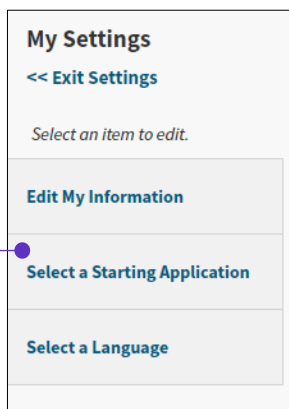 My Settings
<< Exit Settings
Select an item to edit.
Edit My Information
Select a Starting Application
Select a Language